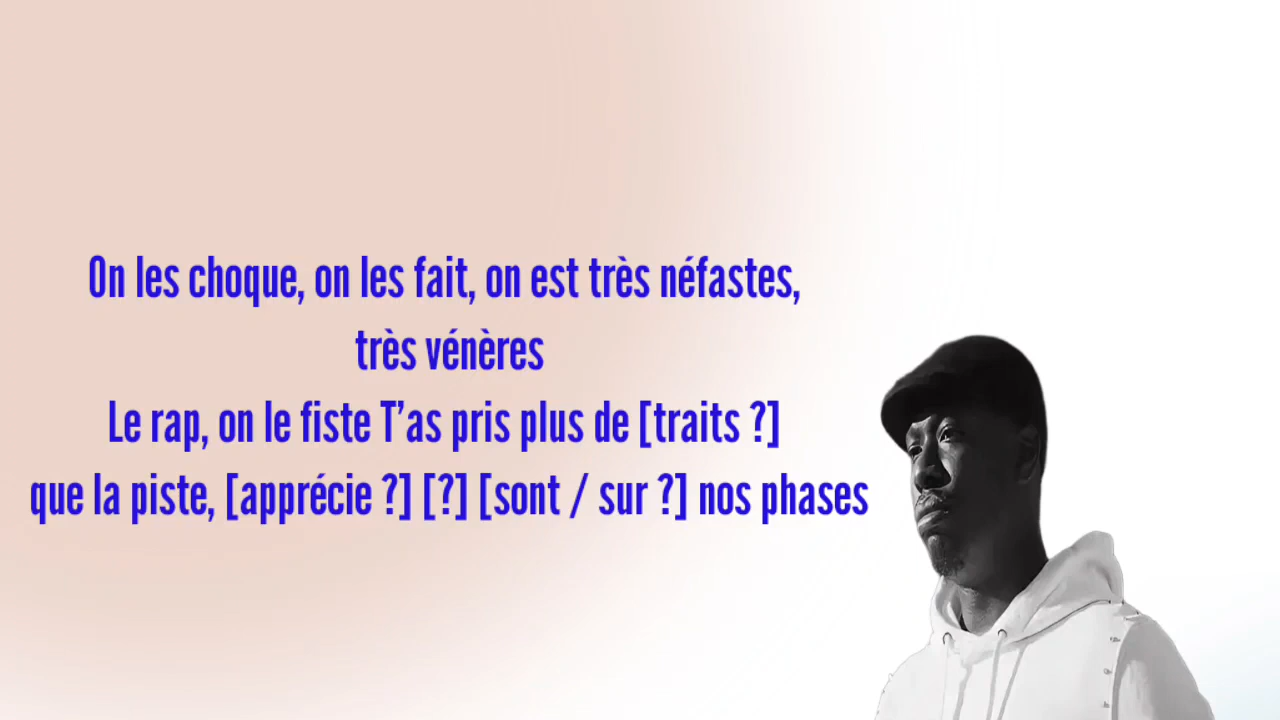 On les choque, on les fait, on est très néfastes,
très vénères
Le rap, on le fiste T’as pris plus de [traits ?]
que la piste, [apprécie ?] [?] [sont / sur ?] nos phases